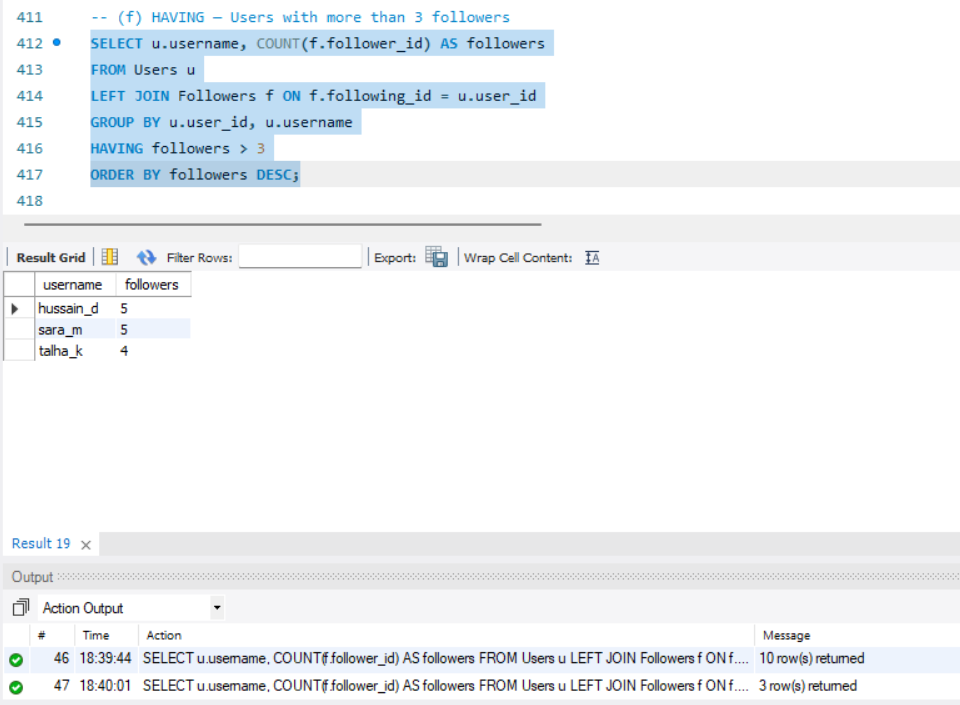 411 -- (f) HAVING — Users with more than 3 followers
412 SELECT u.username, COUNT(f.follower_id) AS followers
413 FROM Users u
414 LEFT JOIN Followers f ON f.following_id = u.user_id
415 GROUP BY u.user_id, u.username
416 HAVING followers > 3
417 ORDER BY followers DESC;
418
Result Grid Filter Rows: Export: Wrap Cell Content: IA
username followers
hussain_d 5
sara_m 5
talha_k 4
Result 19 ×
Output
Action Output
# Time Action Message
46 18:39:44 SELECT u.username, COUNT(f.follower_id) AS followers FROM Users u LEFT JOIN Followers f ON f.... 10 row(s) returned
47 18:40:01 SELECT u.username, COUNT(f.follower_id) AS followers FROM Users u LEFT JOIN Followers f ON f.... 3 row(s) returned